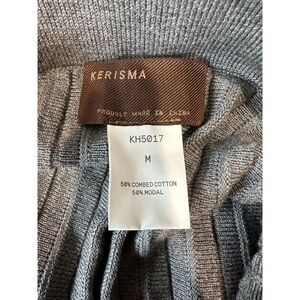 KERISMA
PROUDLY MADE IN CHINA
KH5017
M
50% COMBED COTTON
50% MODAL